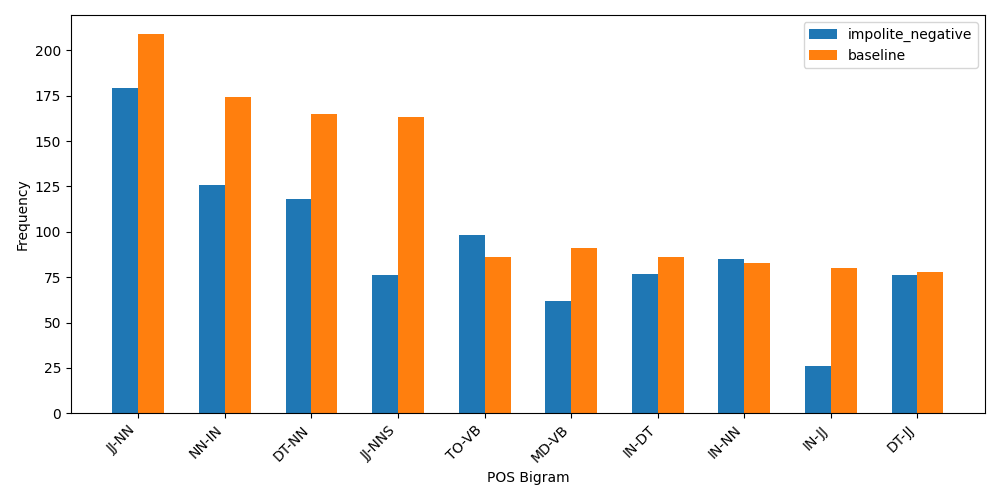 impolite_negative
baseline
200
175
150
125
100
75
50
25
0
Frequency
JJ-NN
NN-IN
DT-NN
JJ-NNS
TO-VB
MD-VB
IN-DT
IN-NN
IN-JJ
DT-JJ
POS Bigram